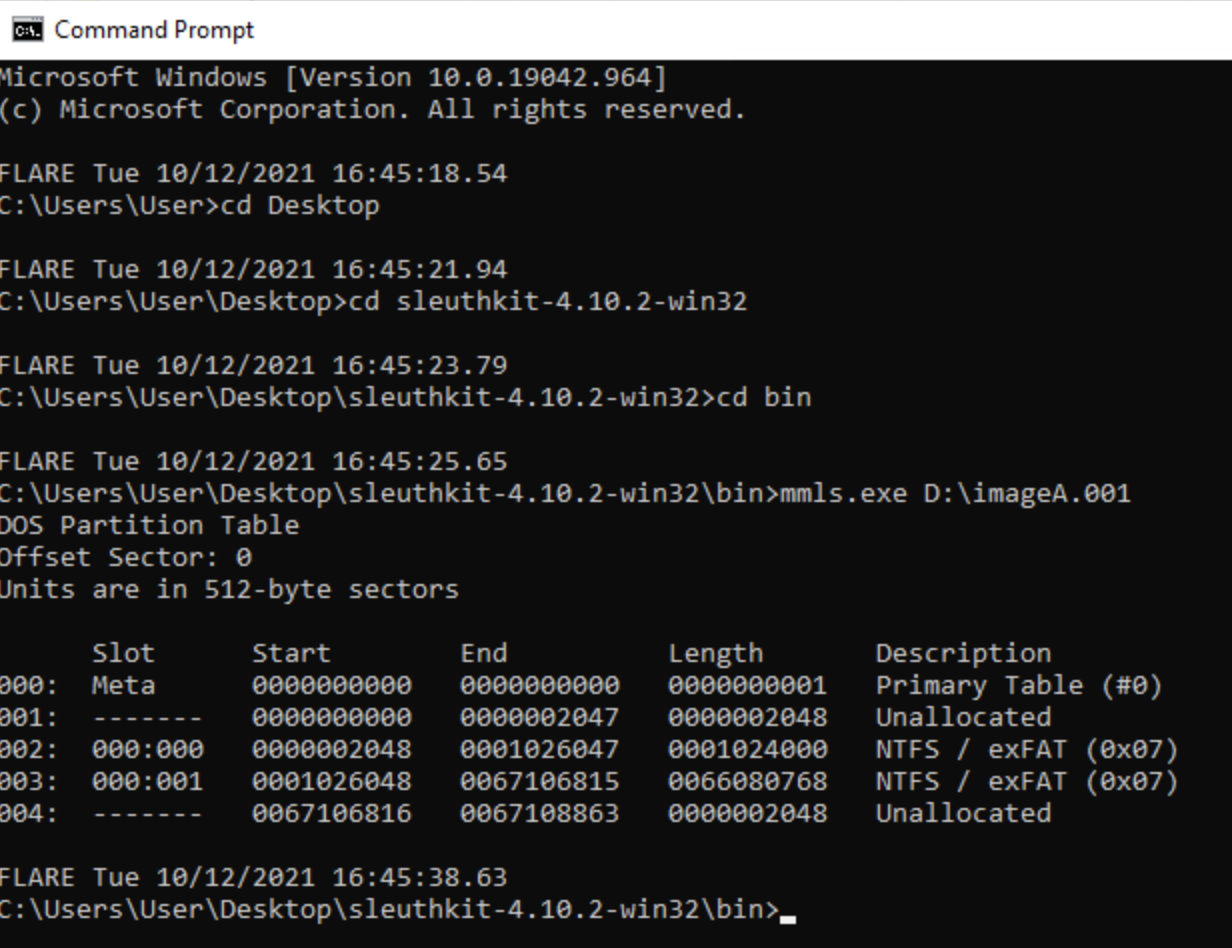 Command Prompt
Microsoft Windows [Version 10.0.19042.964]
(c) Microsoft Corporation. All rights reserved.
FLARE Tue 10/12/2021 16:45:18.54
C:\Users\User>cd Desktop
FLARE Tue 10/12/2021 16:45:21.94
C:\Users\User\Desktop>cd sleuthkit-4.10.2-win32
FLARE Tue 10/12/2021 16:45:23.79
C:\Users\User\Desktop\sleuthkit-4.10.2-win32>cd bin
FLARE Tue 10/12/2021 16:45:25.65
C:\Users\User\Desktop\sleuthkit-4.10.2-win32\bin>mmls.exe D:\imageA.001
DOS Partition Table
Offset Sector: 0
Units are in 512-byte sectors
Slot Start End Length Description
000: Meta 0000000000 0000000000 0000000001 Primary Table (#0)
001: ------- 0000000000 0000002047 0000002048 Unallocated
002: 000:000 0000002048 0001026047 0001024000 NTFS / exFAT (0x07)
003: 000:001 0001026048 0067106815 0066080768 NTFS / exFAT (0x07)
004: ------- 0067106816 0067108863 0000002048 Unallocated
FLARE Tue 10/12/2021 16:45:38.63
C:\Users\User\Desktop\sleuthkit-4.10.2-win32\bin>